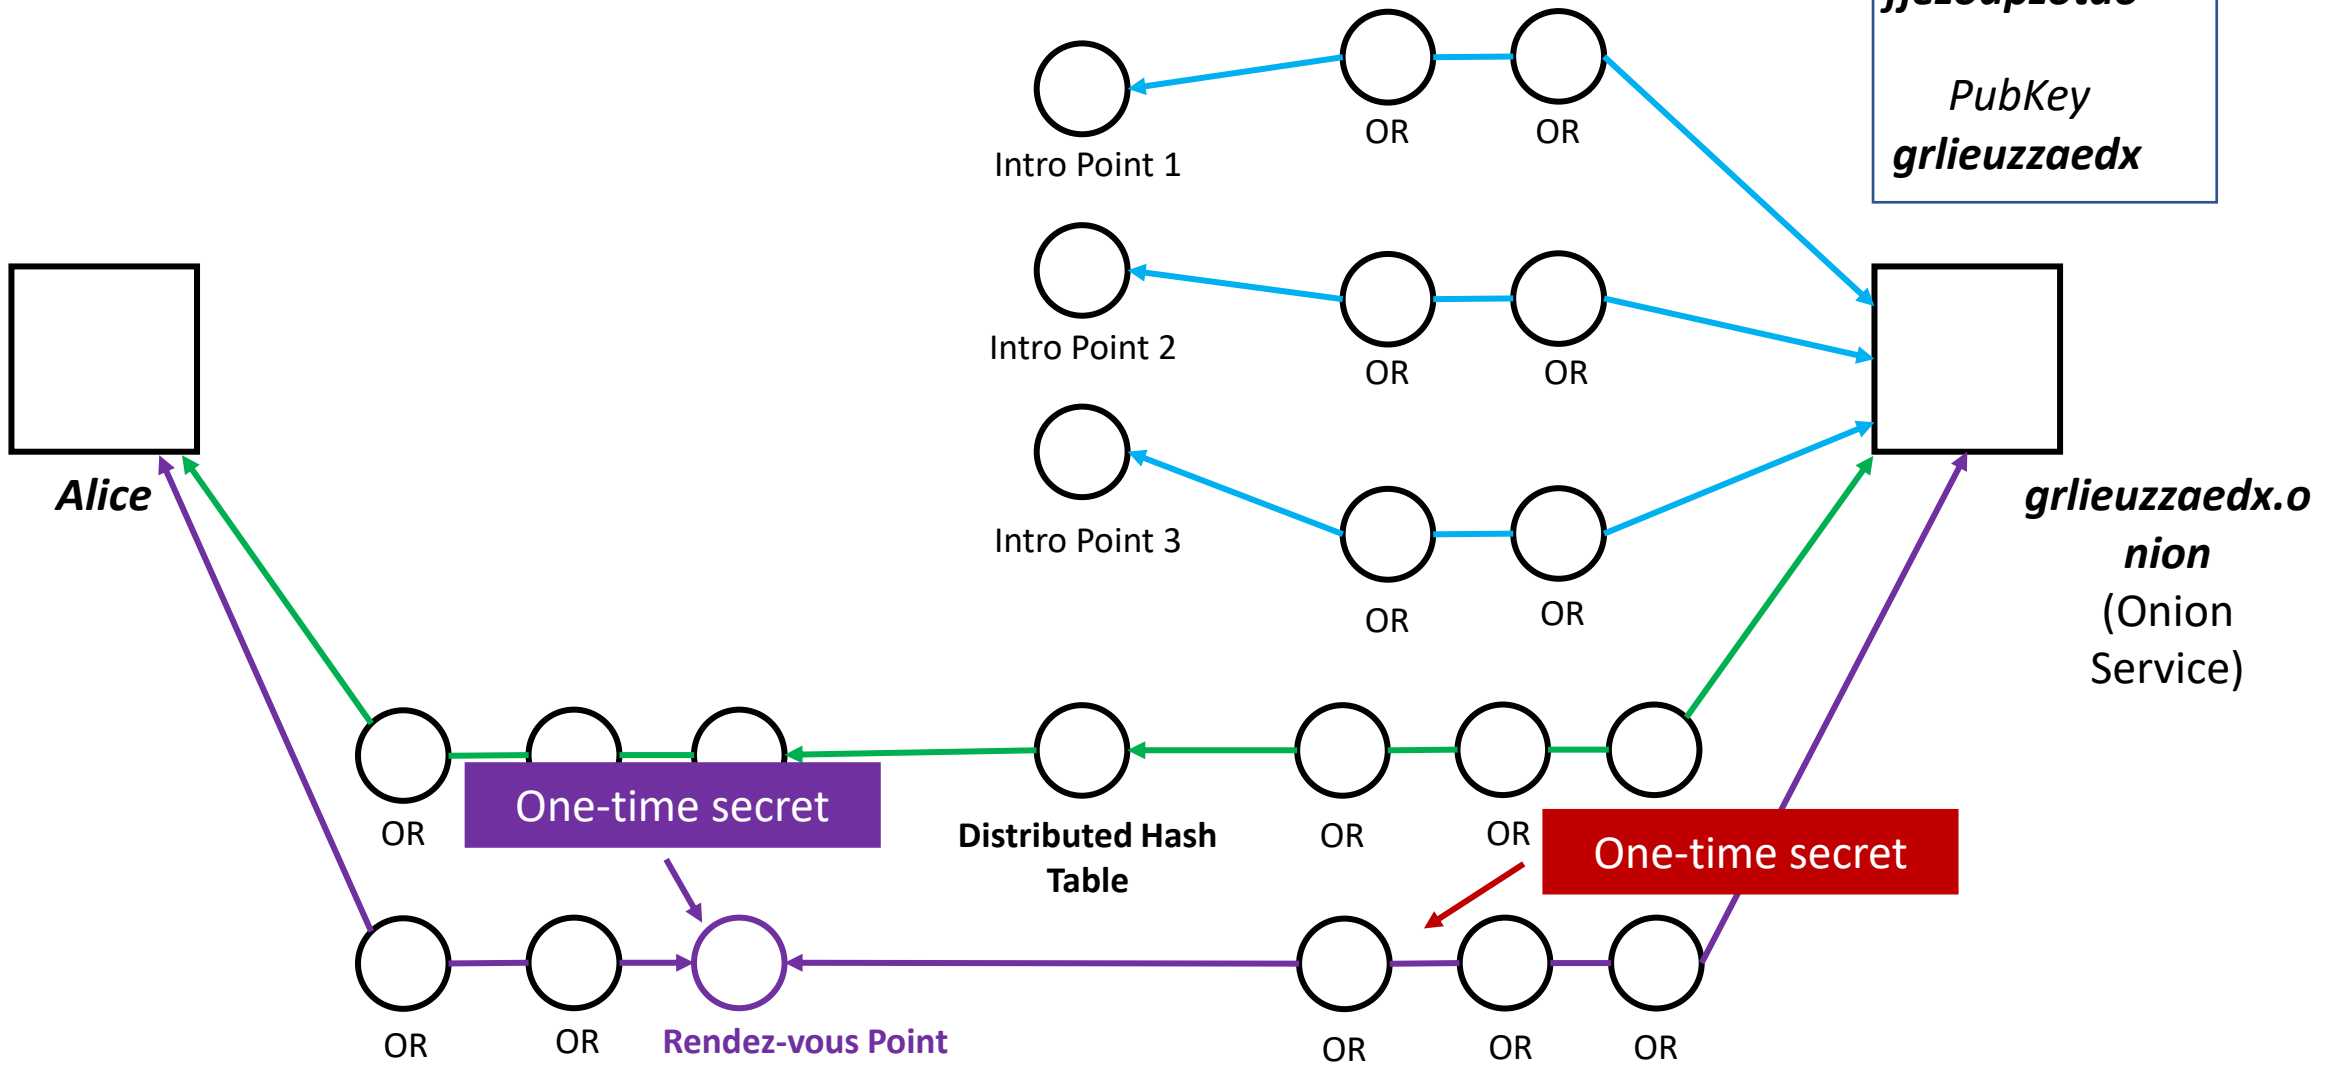 PubKey
grlieuzzaedx
OR
OR
Intro Point 1
Intro Point 2
OR
OR
Alice
grlieuzzaedx.o
nion
(Onion
Service)
Intro Point 3
OR
OR
One-time secret
OR
Distributed Hash
Table
OR
OR
One-time secret
OR
OR
Rendez-vous Point
OR
OR
OR